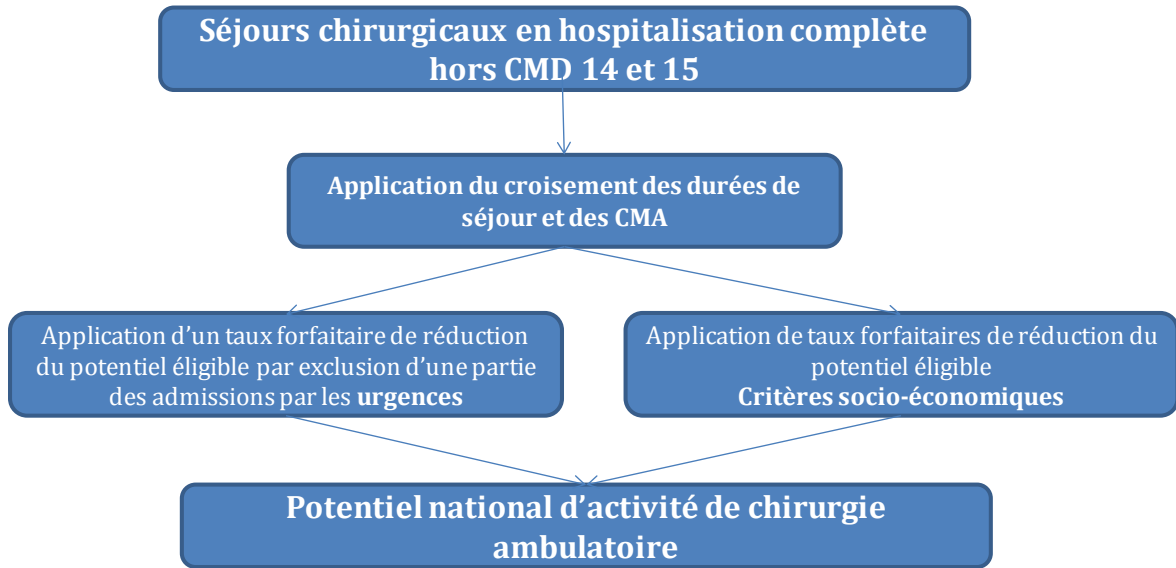 Séjours chirurgicaux en hospitalisation complète
hors CMD 14 et 15
Application du croisement des durées de
séjour et des CMA
Application d’un taux forfaitaire de réduction
du potentiel éligible par exclusion d’une partie
des admissions par les urgences
Application de taux forfaitaires de réduction du
potentiel éligible
Critères socio-économiques
Potentiel national d’activité de chirurgie
ambulatoire